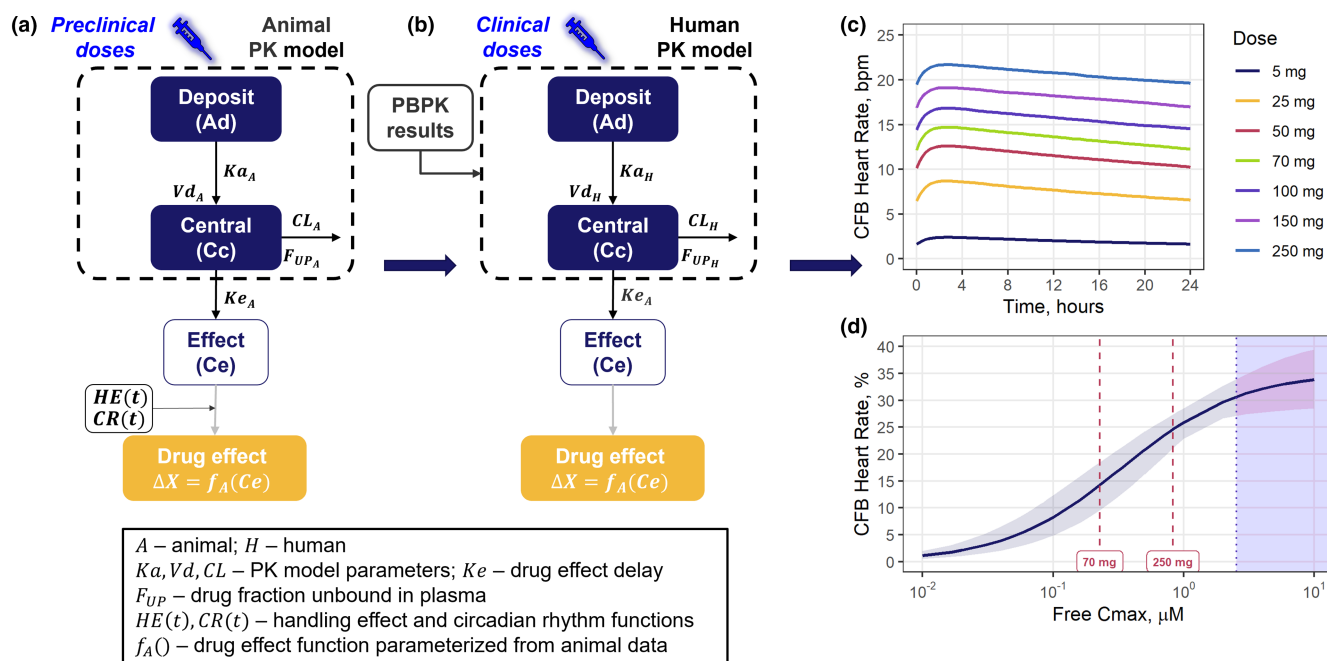 (a)
Preclinical
doses
Animal
PK model
Deposit
(Ad)
Ka_A
Vd_A
Central
(Cc)
CL_A
F_UP_A
Ke_A
Effect
(Ce)
HE(t)
CR(t)
Drug effect
ΔX = f_A(Ce)
(b)
Clinical
doses
Human
PK model
PBPK
results
Deposit
(Ad)
Ka_H
Vd_H
Central
(Cc)
CL_H
F_UP_H
Ke_A
Effect
(Ce)
Drug effect
ΔX = f_A(Ce)
A – animal; H – human
Ka, Vd, CL – PK model parameters; Ke – drug effect delay
F_UP – drug fraction unbound in plasma
HE(t), CR(t) – handling effect and circadian rhythm functions
f_A() – drug effect function parameterized from animal data
(c)
CFB Heart Rate, bpm
25
20
15
10
5
0
0 4 8 12 16 20 24
Time, hours
Dose
5 mg
25 mg
50 mg
70 mg
100 mg
150 mg
250 mg
(d)
CFB Heart Rate, %
40
35
30
25
20
15
10
5
0
70 mg
250 mg
10⁻² 10⁻¹ 10⁰ 10¹
Free Cmax, μM